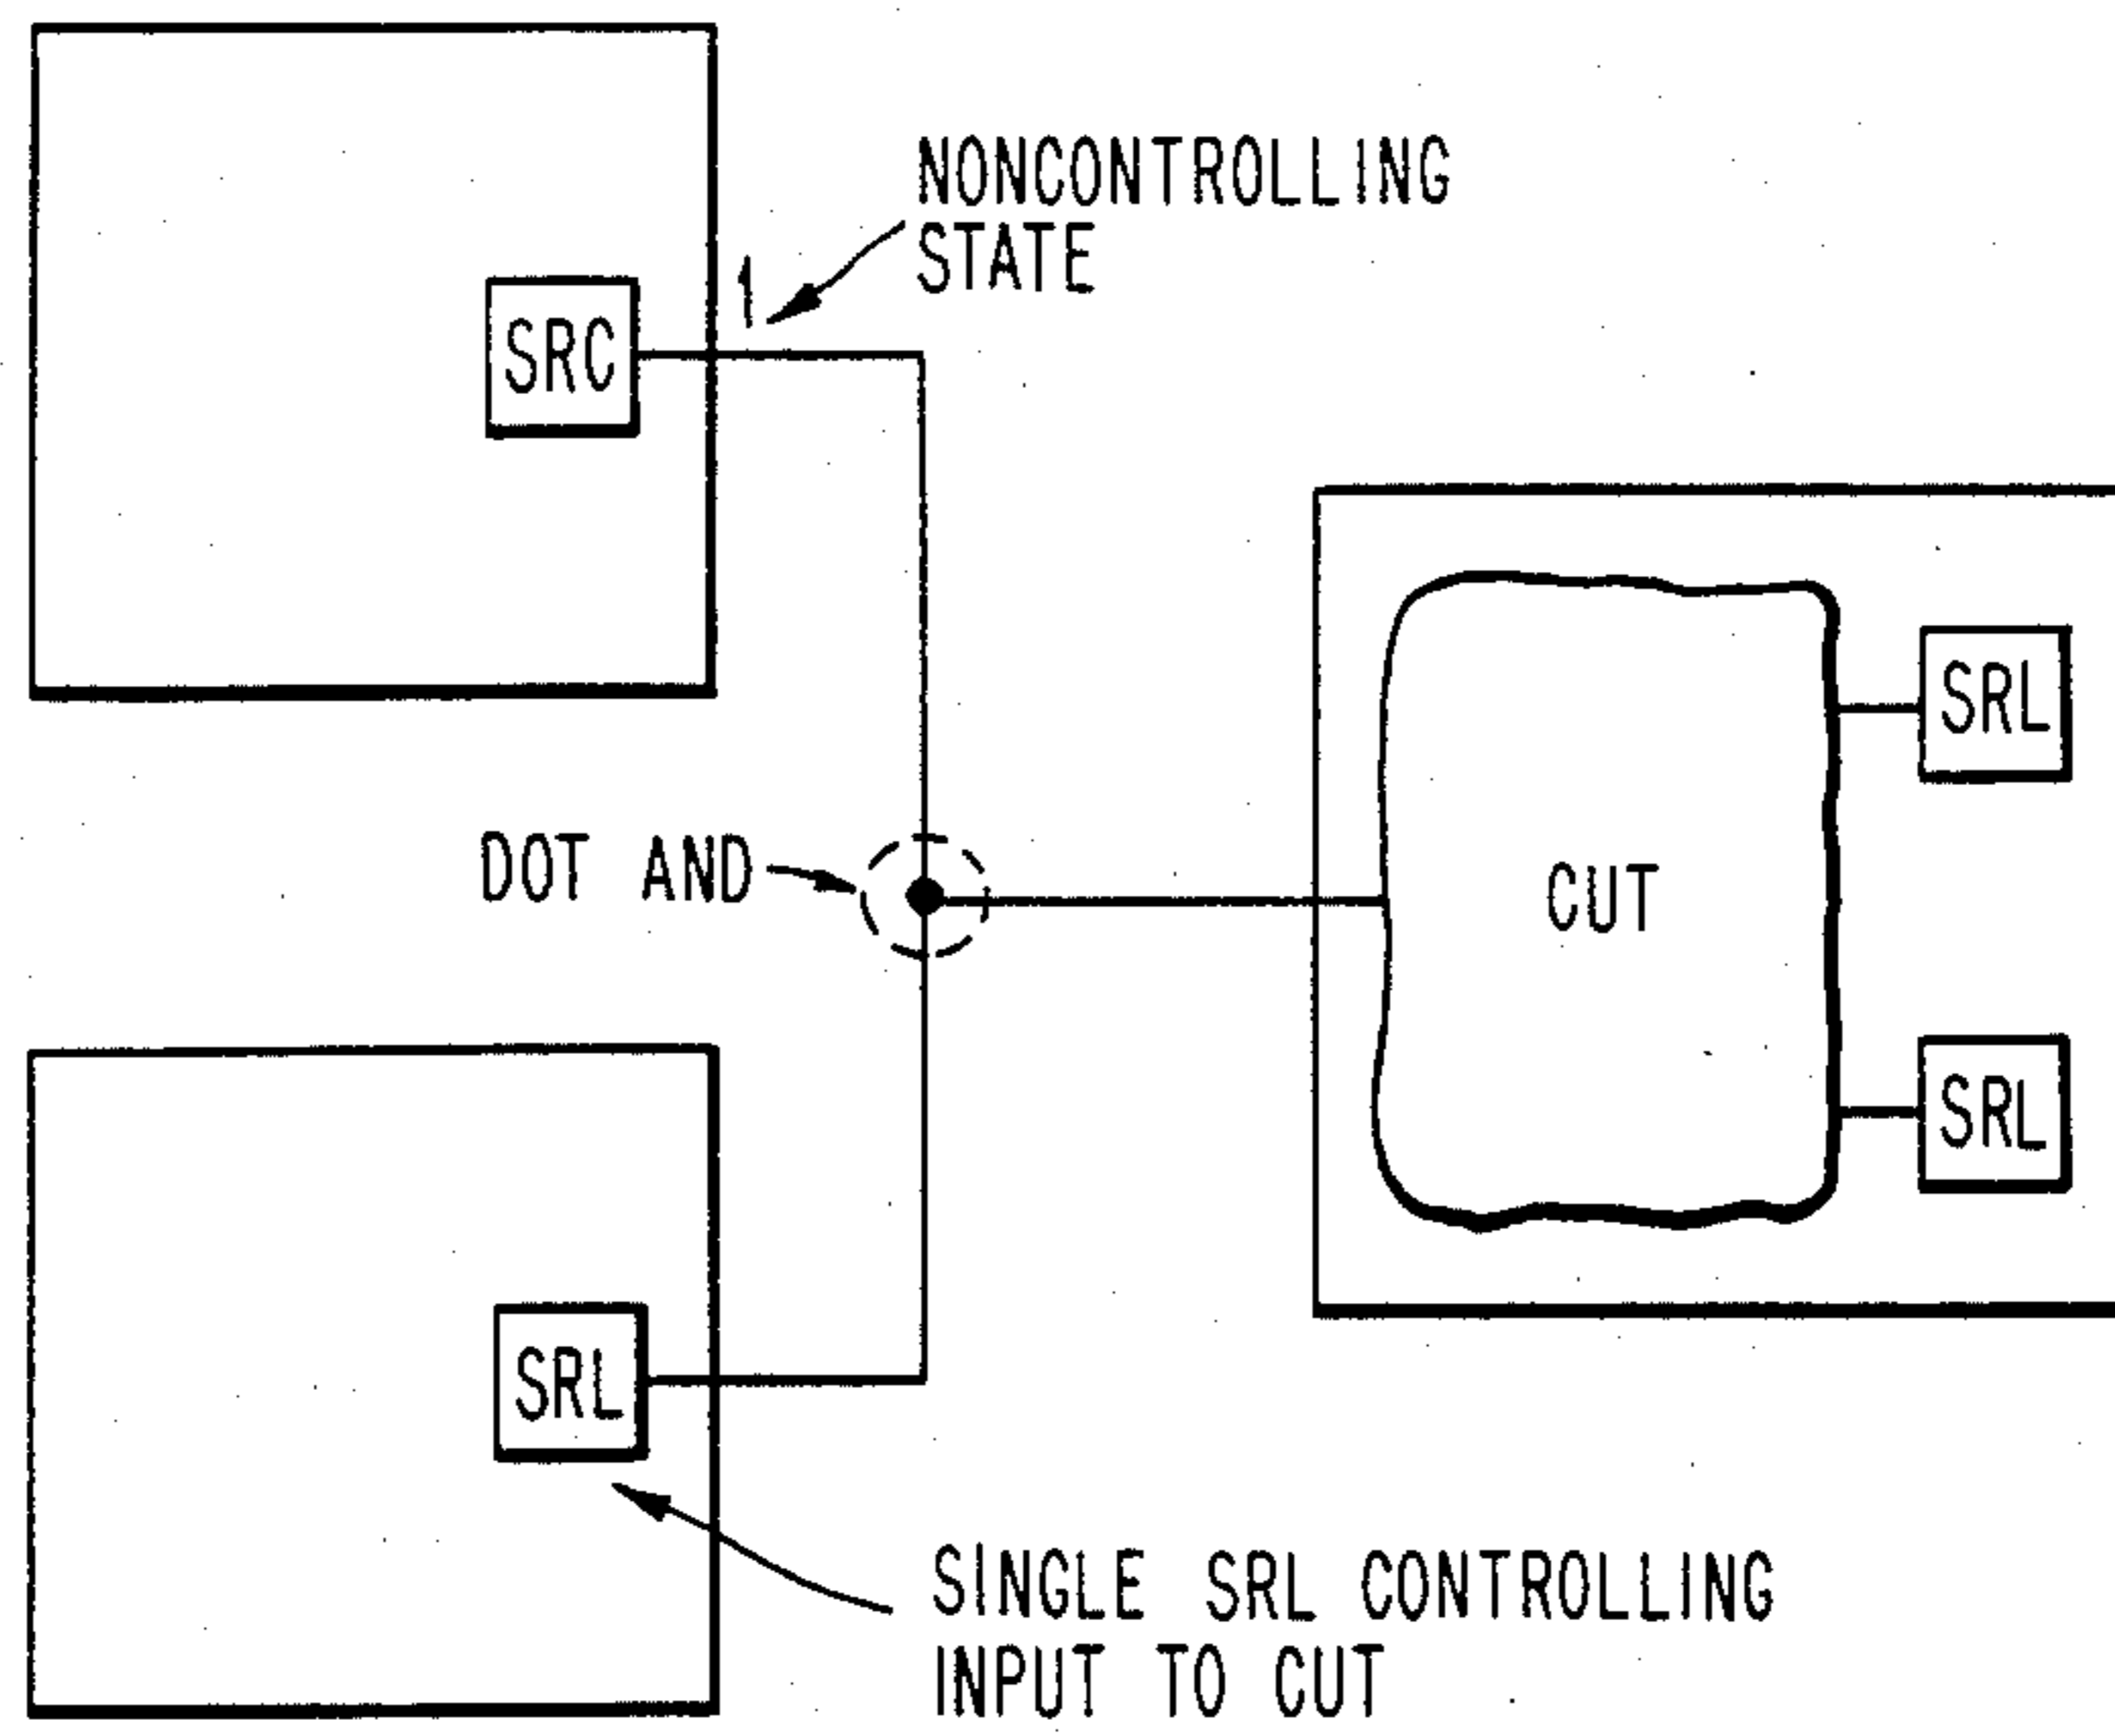 NONCONTROLLING
STATE
1
SRC
SRL
DOT AND
CUT
SRL
SRL
SINGLE SRL CONTROLLING
INPUT TO CUT